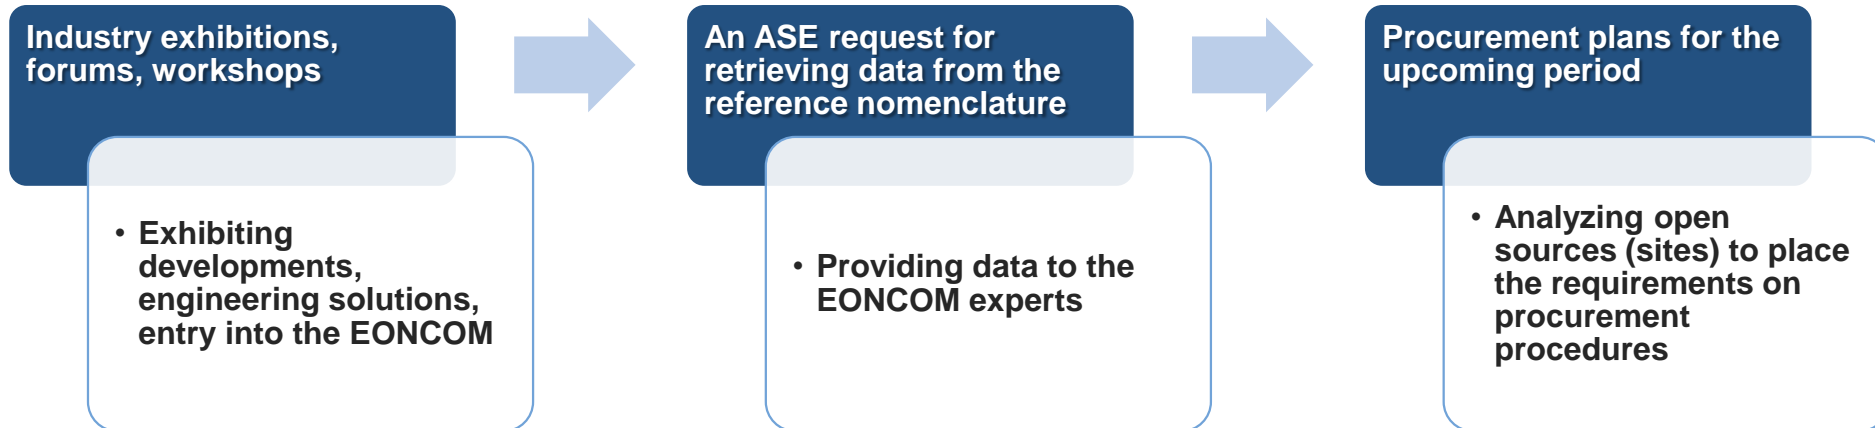 Industry exhibitions,
forums, workshops
• Exhibiting
developments,
engineering solutions,
entry into the EONCOM
An ASE request for
retrieving data from the
reference nomenclature
• Providing data to the
EONCOM experts
Procurement plans for the
upcoming period
• Analyzing open
sources (sites) to place
the requirements on
procurement
procedures